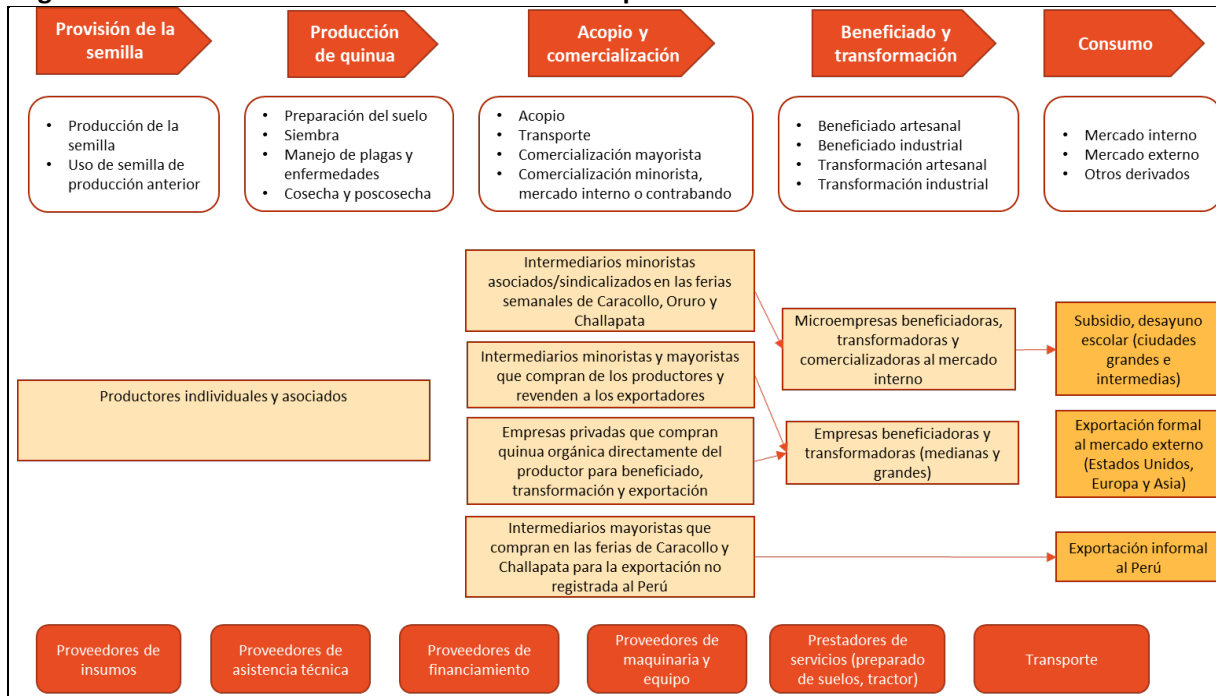 Provisión de la
semilla
Producción
de quinua
Acopio y
comercialización
Beneficiado y
transformación
Consumo
• Producción de la
semilla
• Uso de semilla de
producción anterior
• Preparación del suelo
• Siembra
• Manejo de plagas y
enfermedades
• Cosecha y poscosecha
• Acopio
• Transporte
• Comercialización mayorista
• Comercialización minorista,
mercado interno o contrabando
• Beneficiado artesanal
• Beneficiado industrial
• Transformación artesanal
• Transformación industrial
• Mercado interno
• Mercado externo
• Otros derivados
Productores individuales y asociados
Intermediarios minoristas
asociados/sindicalizados en las ferias
semanales de Caracollo, Oruro y
Challapata
Intermediarios minoristas y mayoristas
que compran de los productores y
revenden a los exportadores
Empresas privadas que compran
quinua orgánica directamente del
productor para beneficiado,
transformación y exportación
Intermediarios mayoristas que
compran en las ferias de Caracollo y
Challapata para la exportación no
registrada al Perú
Microempresas beneficiadoras,
transformadoras y
comercializadoras al mercado
interno
Empresas beneficiadoras y
transformadoras (medianas y
grandes)
Subsidio, desayuno
escolar (ciudades
grandes e
intermedias)
Exportación formal
al mercado externo
(Estados Unidos,
Europa y Asia)
Exportación informal
al Perú
Proveedores de
insumos
Proveedores de
asistencia técnica
Proveedores de
financiamiento
Proveedores de
maquinaria y
equipo
Prestadores de
servicios (preparado
de suelos, tractor)
Transporte